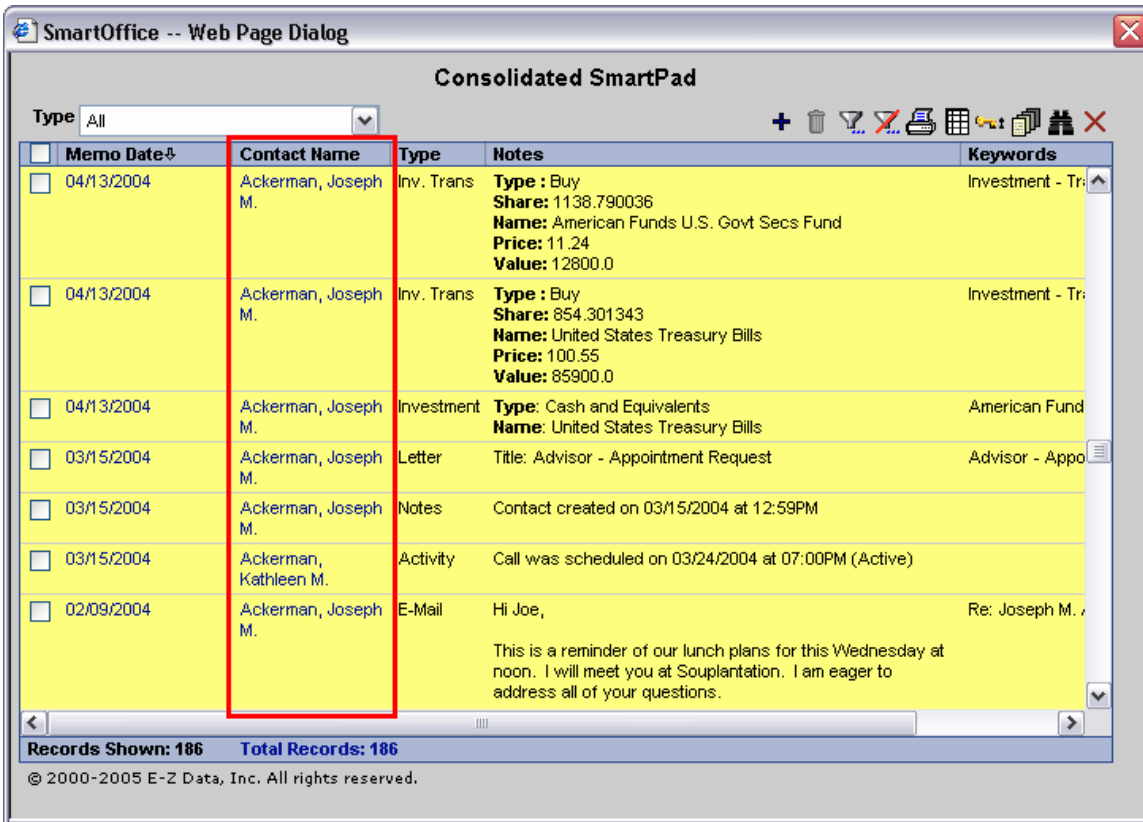 SmartOffice -- Web Page Dialog
Consolidated SmartPad
Type All
Memo Date Contact Name Type Notes Keywords
04/13/2004 Ackerman, Joseph Inv. Trans Type : Buy Investment - Tr
M. Share: 1138.790036
Name: American Funds U.S. Govt Secs Fund
Price: 11.24
Value: 12800.0
04/13/2004 Ackerman, Joseph Inv. Trans Type : Buy Investment - Tr
M. Share: 854.301343
Name: United States Treasury Bills
Price: 100.55
Value: 85900.0
04/13/2004 Ackerman, Joseph Investment Type: Cash and Equivalents American Fund
M. Name: United States Treasury Bills
03/15/2004 Ackerman, Joseph Letter Title: Advisor - Appointment Request Advisor - Appo
M.
03/15/2004 Ackerman, Joseph Notes Contact created on 03/15/2004 at 12:59PM
M.
03/15/2004 Ackerman, Activity Call was scheduled on 03/24/2004 at 07:00PM (Active)
Kathleen M.
02/09/2004 Ackerman, Joseph E-Mail Hi Joe, Re: Joseph M.
M.
This is a reminder of our lunch plans for this Wednesday at
noon. I will meet you at Souplantation. I am eager to
address all of your questions.
Records Shown: 186 Total Records: 186
© 2000-2005 E-Z Data, Inc. All rights reserved.